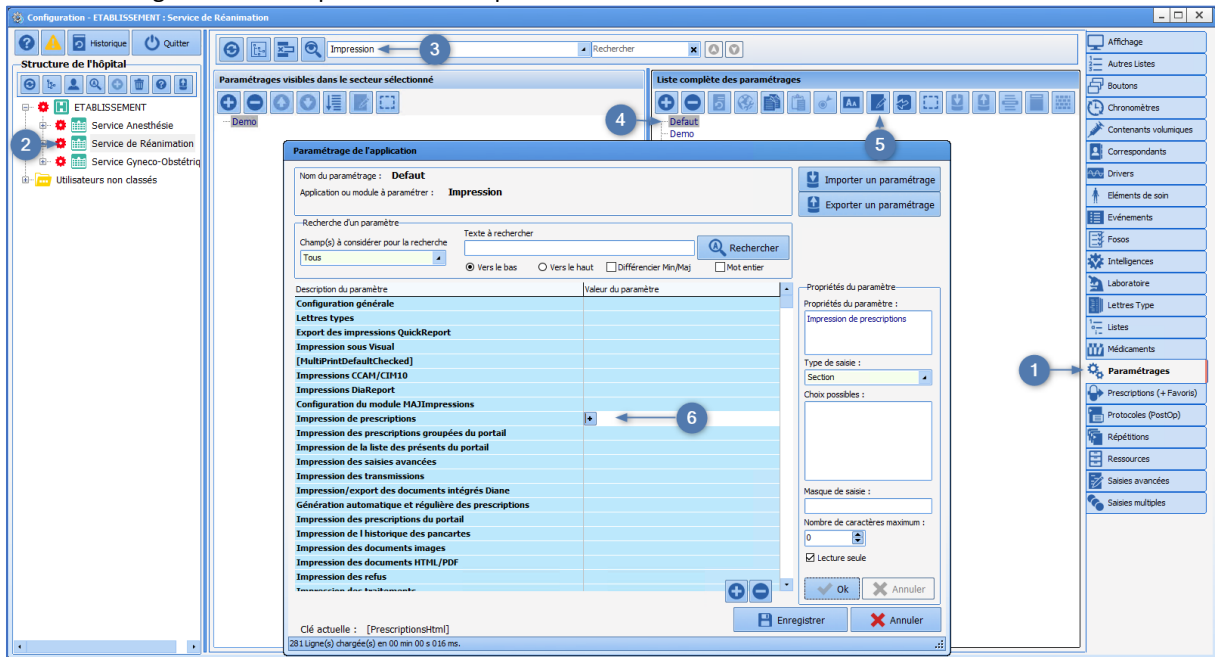 Configuration - ETABLISSEMENT : Service de Réanimation
Historique
Quitter
Structure de l'hôpital
ETABLISSEMENT
Service Anesthésie
2
Service de Réanimation
Service Gyneco-Obstétriq
Utilisateurs non classés
Impression
3
Rechercher
Paramétrages visibles dans le secteur sélectionné
Demo
Liste complète des paramétrages
4
Defaut
Demo
5
Paramétrage de l'application
Nom du paramétrage : Defaut
Application ou module à paramétrer : Impression
Importer un paramétrage
Exporter un paramétrage
Recherche d'un paramètre
Champ(s) à considérer pour la recherche
Tous
Texte à rechercher
Rechercher
Vers le bas
Vers le haut
Différencier Min/Maj
Mot entier
Description du paramètre
Valeur du paramètre
Configuration générale
Lettres types
Export des impressions QuickReport
Impression sous Visual
[MultiPrintDefaultChecked]
Impressions CCAM/CIM10
Impressions DiaReport
Configuration du module MAJImpressions
Impression de prescriptions
6
Impression des prescriptions groupées du portail
Impression de la liste des présents du portail
Impression des saisies avancées
Impression des transmissions
Impression/export des documents intégrés Diane
Génération automatique et régulière des prescriptions
Impression des prescriptions du portail
Impression de l historique des pancartes
Impression des documents images
Impression des documents HTML/PDF
Impression des refus
Impression des traitements
Propriétés du paramètre
Propriétés du paramètre :
Impression de prescriptions
Type de saisie :
Section
Choix possibles :
Masque de saisie :
Nombre de caractères maximum :
0
Lecture seule
Ok
Annuler
Enregistrer
Annuler
Clé actuelle : [PrescriptionsHtml]
281 Ligne(s) chargée(s) en 00 min 00 s 016 ms.
Affichage
Autres Listes
Boutons
Chronomètres
Contenants volumiques
Correspondants
Drivers
Eléments de soin
Evénements
Fosos
Intelligences
Laboratoire
Lettres Type
Listes
Médicaments
1
Paramétrages
Prescriptions (+ Favoris)
Protocoles (PostOp)
Répétitions
Ressources
Saisies avancées
Saisies multiples